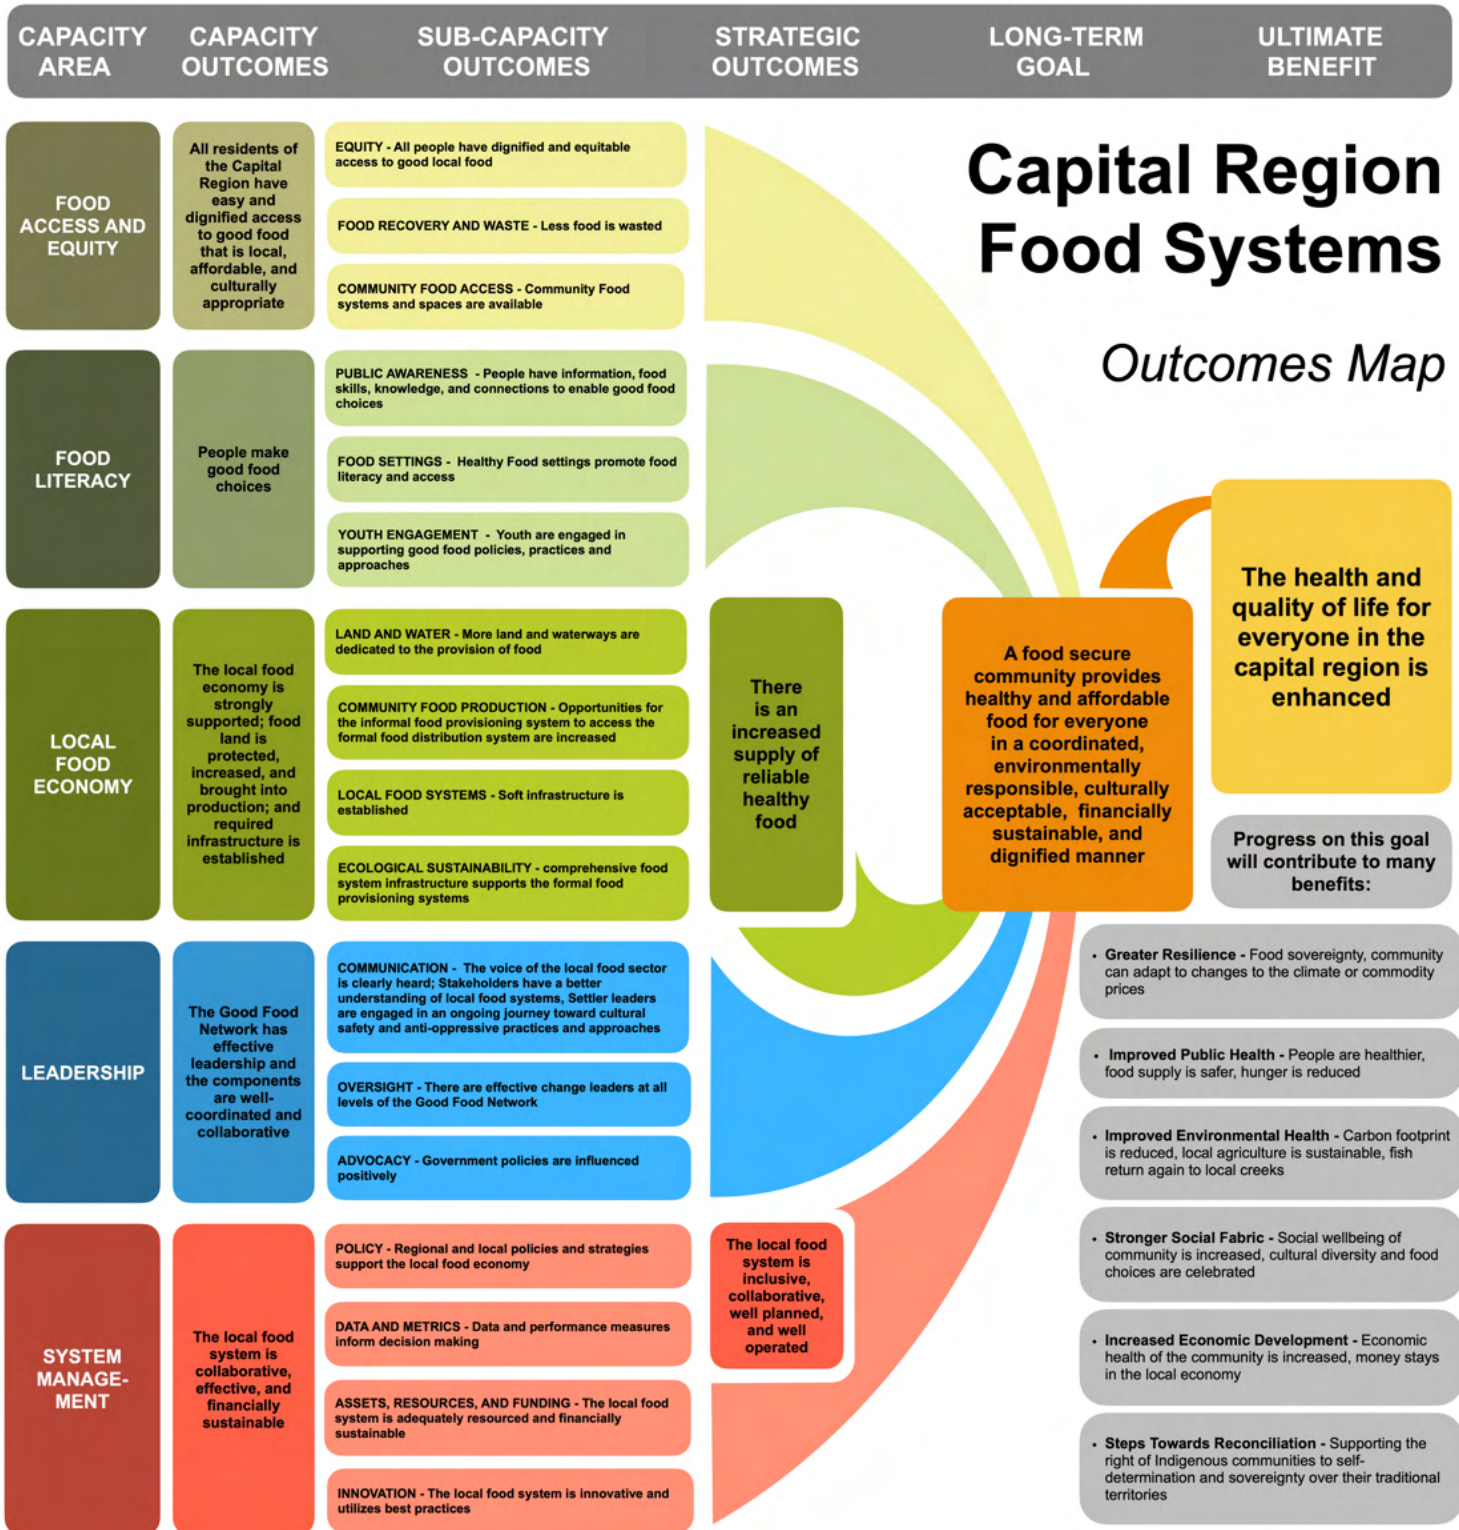 CAPACITY
AREA
CAPACITY
OUTCOMES
SUB-CAPACITY
OUTCOMES
STRATEGIC
OUTCOMES
LONG-TERM
GOAL
ULTIMATE
BENEFIT
Capital Region
Food Systems
Outcomes Map
FOOD
ACCESS AND
EQUITY
All residents of
the Capital
Region have
easy and
dignified access
to good food
that is local,
affordable, and
culturally
appropriate
EQUITY - All people have dignified and equitable
access to good local food
FOOD RECOVERY AND WASTE - Less food is wasted
COMMUNITY FOOD ACCESS - Community Food
systems and spaces are available
FOOD
LITERACY
People make
good food
choices
PUBLIC AWARENESS - People have information, food
skills, knowledge, and connections to enable good food
choices
FOOD SETTINGS - Healthy Food settings promote food
literacy and access
YOUTH ENGAGEMENT - Youth are engaged in
supporting good food policies, practices and
approaches
LOCAL
FOOD
ECONOMY
The local food
economy is
strongly
supported; food
land is
protected,
increased, and
brought into
production; and
required
infrastructure is
established
LAND AND WATER - More land and waterways are
dedicated to the provision of food
COMMUNITY FOOD PRODUCTION - Opportunities for
the informal food provisioning system to access the
formal food distribution system are increased
LOCAL FOOD SYSTEMS - Soft infrastructure is
established
ECOLOGICAL SUSTAINABILITY - comprehensive food
system infrastructure supports the formal food
provisioning systems
There
is an
increased
supply of
reliable
healthy
food
LEADERSHIP
The Good Food
Network has
effective
leadership and
the components
are well-
coordinated and
collaborative
COMMUNICATION - The voice of the local food sector
is clearly heard; Stakeholders have a better
understanding of local food systems, Settler leaders
are engaged in an ongoing journey toward cultural
safety and anti-oppressive practices and approaches
OVERSIGHT - There are effective change leaders at all
levels of the Good Food Network
ADVOCACY - Government policies are influenced
positively
SYSTEM
MANAGE-
MENT
The local food
system is
collaborative,
effective, and
financially
sustainable
POLICY - Regional and local policies and strategies
support the local food economy
DATA AND METRICS - Data and performance measures
inform decision making
ASSETS, RESOURCES, AND FUNDING - The local food
system is adequately resourced and financially
sustainable
INNOVATION - The local food system is innovative and
utilizes best practices
The local food
system is
inclusive,
collaborative,
well planned,
and well
operated
A food secure
community provides
healthy and affordable
food for everyone
in a coordinated,
environmentally
responsible, culturally
acceptable, financially
sustainable, and
dignified manner
The health and
quality of life for
everyone in the
capital region is
enhanced
Progress on this goal
will contribute to many
benefits:
• Greater Resilience - Food sovereignty, community
can adapt to changes to the climate or commodity
prices
• Improved Public Health - People are healthier,
food supply is safer, hunger is reduced
• Improved Environmental Health - Carbon footprint
is reduced, local agriculture is sustainable, fish
return again to local creeks
• Stronger Social Fabric - Social wellbeing of
community is increased, cultural diversity and food
choices are celebrated
• Increased Economic Development - Economic
health of the community is increased, money stays
in the local economy
• Steps Towards Reconciliation - Supporting the
right of Indigenous communities to self-
determination and sovereignty over their traditional
territories